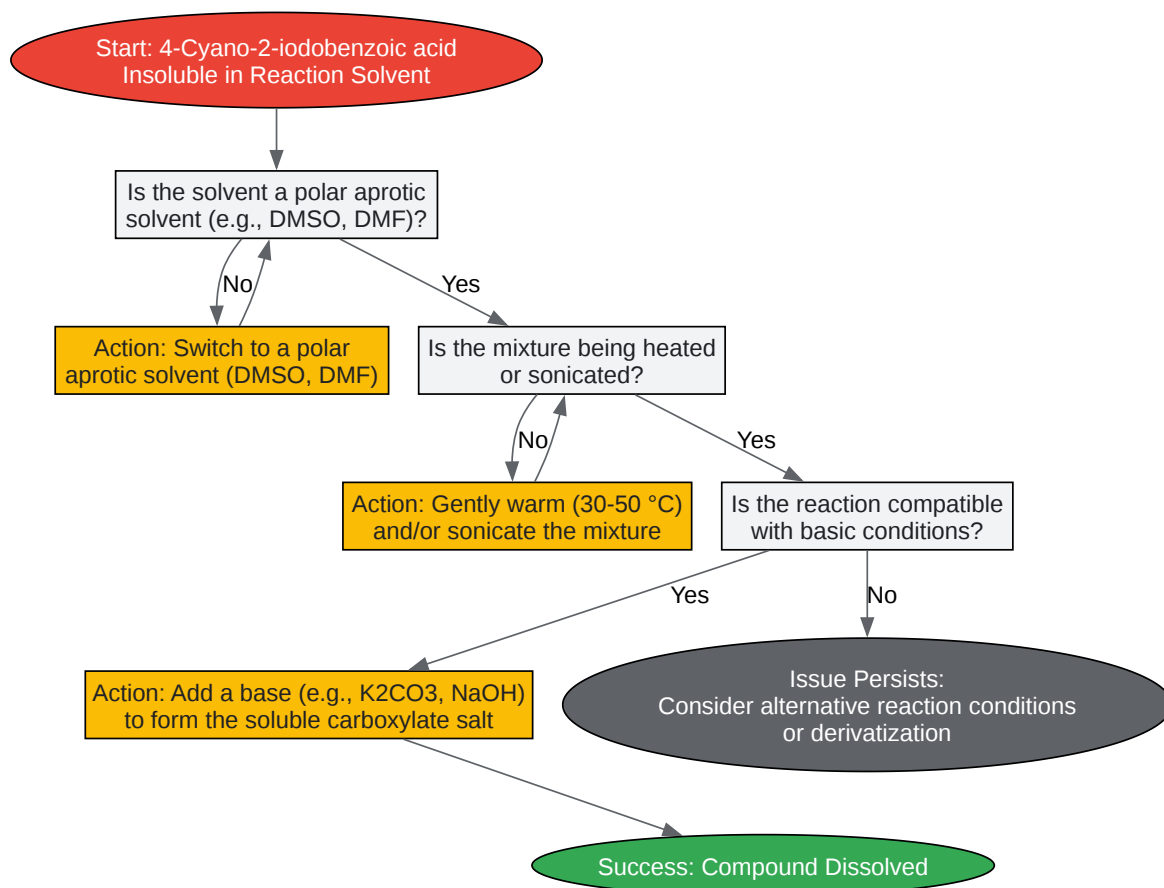 Start: 4-Cyano-2-iodobenzoic acid
Insoluble in Reaction Solvent
Is the solvent a polar aprotic
solvent (e.g., DMSO, DMF)?
No
Yes
Action: Switch to a polar
aprotic solvent (DMSO, DMF)
Is the mixture being heated
or sonicated?
No
Yes
Action: Gently warm (30-50 °C)
and/or sonicate the mixture
Is the reaction compatible
with basic conditions?
Yes
No
Action: Add a base (e.g., K2CO3, NaOH)
to form the soluble carboxylate salt
Issue Persists:
Consider alternative reaction conditions
or derivatization
Success: Compound Dissolved